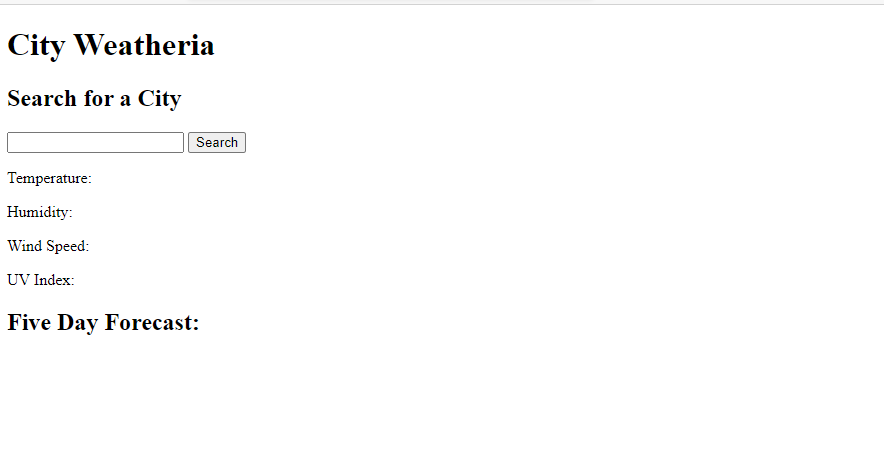 City Weatheria
Search for a City
Search
Temperature:
Humidity:
Wind Speed:
UV Index:
Five Day Forecast: